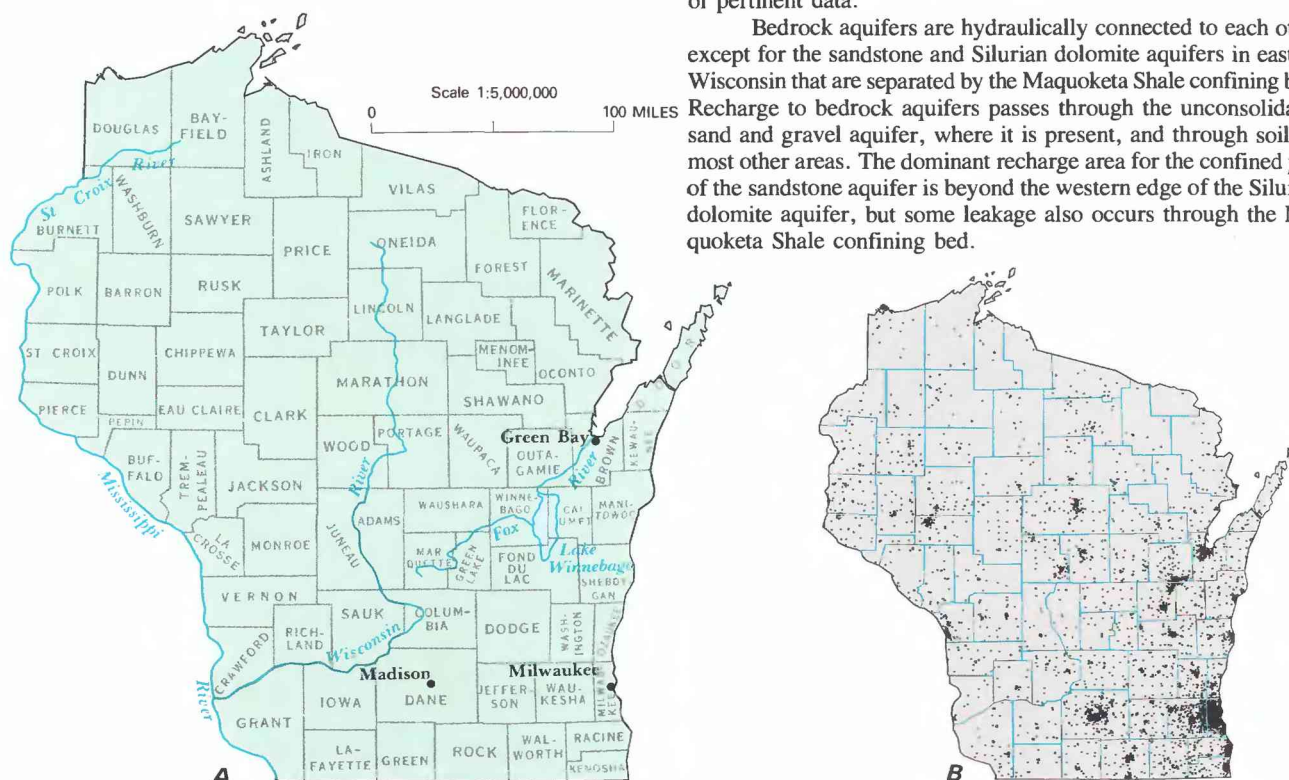 of pertinent data.
Bedrock aquifers are hydraulically connected to each
except for the sandstone and Silurian dolomite aquifers in
Wisconsin that are separated by the Maquoketa Shale confining
Recharge to bedrock aquifers passes through the
sand and gravel aquifer, where it is present, and through
most other areas. The dominant recharge area for the confined
of the sandstone aquifer is beyond the western edge of the
dolomite aquifer, but some leakage also occurs through the
quoketa Shale confining bed.
Scale 1:5,000,000
0 100 MILES
DOUGLAS
BAY-
FIELD
ASHLAND
IRON
St Croix River
BURNETT
WASHBURN
SAWYER
VILAS
FLOR-
ENCE
PRICE
ONEIDA
FOREST
MARINETTE
POLK
BARRON
RUSK
LINCOLN
LANGLADE
TAYLOR
ST CROIX
DUNN
CHIPPEWA
MENOM-
INEE
OCONTO
DOOR
MARATHON
SHAWANO
PIERCE
PEPIN
EAU CLAIRE
CLARK
WOOD
PORTAGE
WAUPACA
Green Bay
OUTA-
GAMIE
BROWN
KEWAU-
NEE
River
BUF-
FALO
TREM-
PEALEAU
JACKSON
River
Mississippi
WAUSHARA
WINNE-
BAGO
CAL
UMET
MANI-
TOWOC
ADAMS
JUNEAU
LA
CROSSE
MONROE
Fox
MAR
QUETTE
GREEN
LAKE
FOND
DU
LAC
Lake
Winnebago
SHEBOY-
GAN
VERNON
SAUK
COLUM-
BIA
DODGE
WASH-
INGTON
OZAUKEE
RICH-
LAND
Wisconsin
CRAWFORD
Madison
Milwaukee
River
GRANT
IOWA
DANE
JEFFER-
SON
WAU-
KESHA
MILWAU-
KEE
LA-
FAYETTE
GREEN
ROCK
WAL-
WORTH
RACINE
KENOSHA
A
B